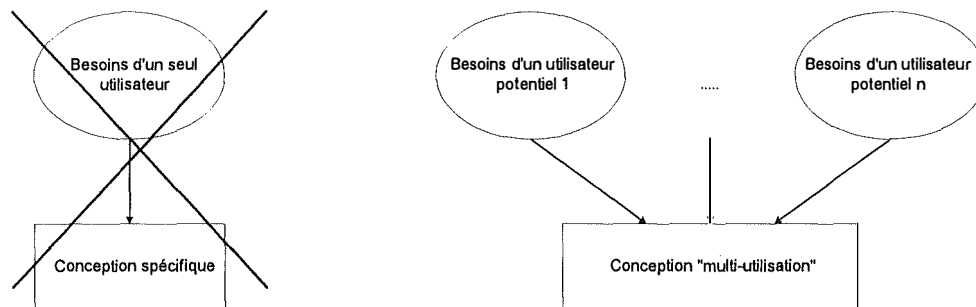 Besoins d'un seul
utilisateur
Conception spécifique
Besoins d'un utilisateur
potentiel 1
.....
Besoins d'un utilisateur
potentiel n
...
Conception "multi-utilisation"